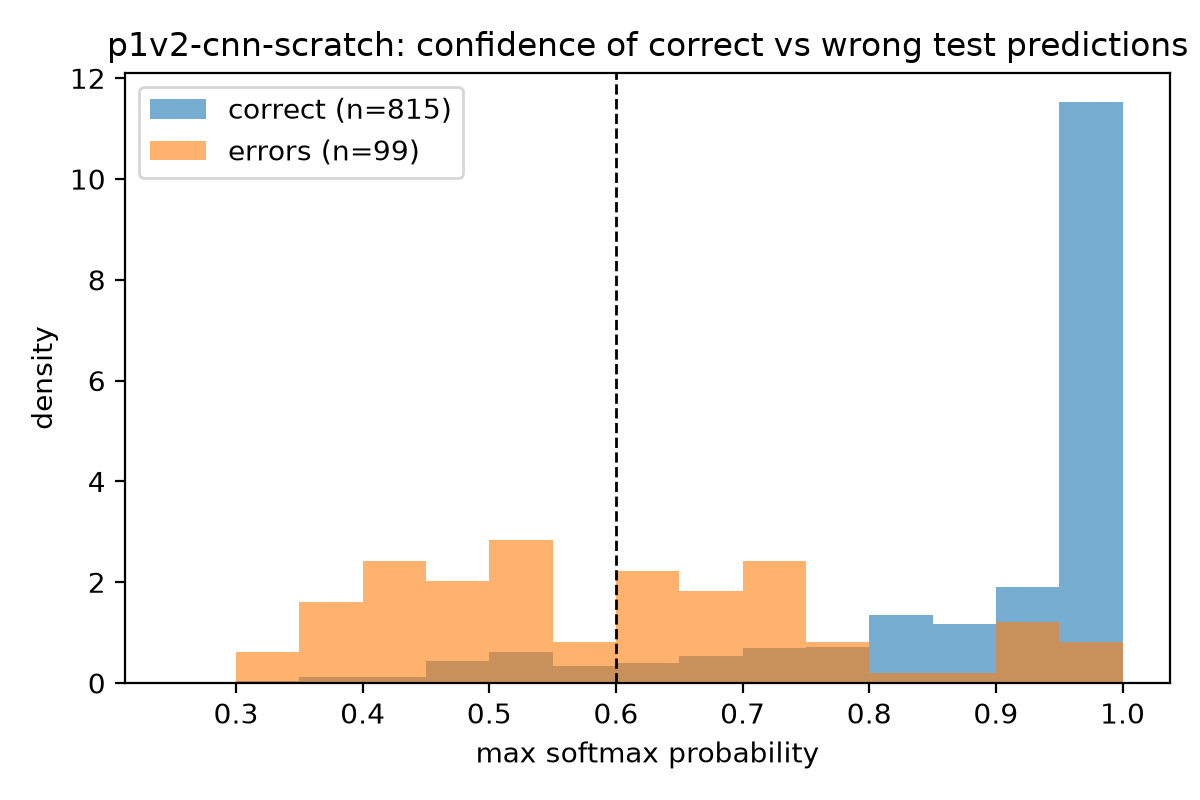 p1v2-cnn-scratch: confidence of correct vs wrong test predictions
correct (n=815)
errors (n=99)
12
10
8
6
4
2
0
density
0.3 0.4 0.5 0.6 0.7 0.8 0.9 1.0
max softmax probability